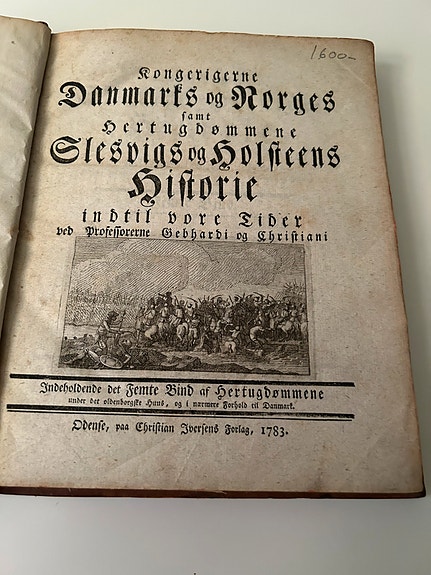 1600-
Kongerigerne
Danmarks og Norges
samt
Hertugdømmene
Slesvigs og Holsteens
Historie
indtil vore Tider
ved Professorerne Gebhardi og Christiani
Indeholdende det Femte Bind af Hertugdømmene
under det oldenborgske Huus, og i nærmere Forhold til Danmark.
Odense, paa Christian Iversens Forlag, 1783.